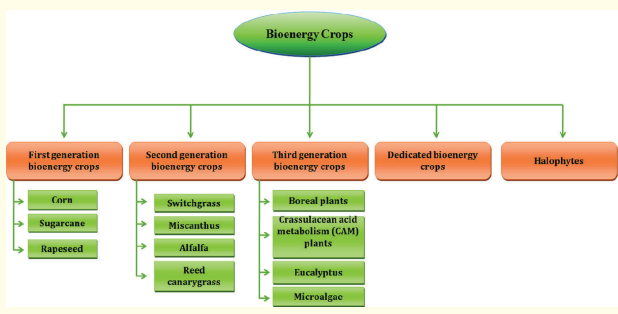 Bioenergy Crops
First generation
bioenergy crops
Second generation
bioenergy crops
Third generation
bioenergy crops
Dedicated bioenergy
crops
Halophytes
Corn
Sugarcane
Rapeseed
Switchgrass
Miscanthus
Alfalfa
Reed
canarygrass
Boreal plants
Crassulacean acid
metabolism (CAM)
plants
Eucalyptus
Microalgae